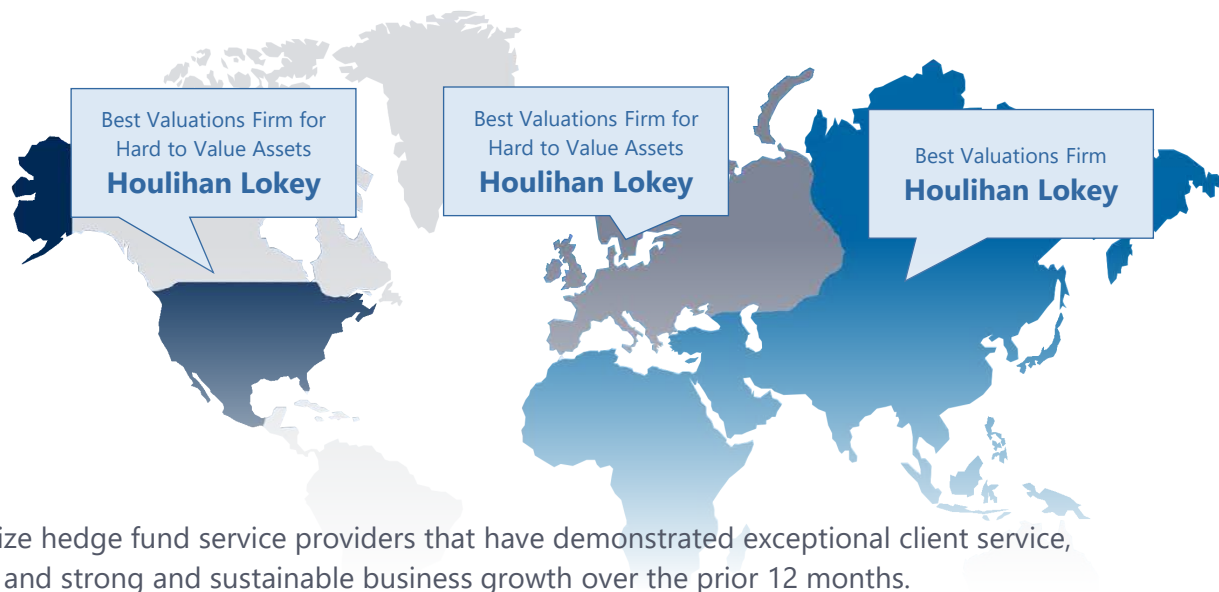 Best Valuations Firm for
Hard to Value Assets
Houlihan Lokey
Best Valuations Firm for
Hard to Value Assets
Houlihan Lokey
Best Valuations Firm
Houlihan Lokey
ize hedge fund service providers that have demonstrated exceptional client service,
and strong and sustainable business growth over the prior 12 months.